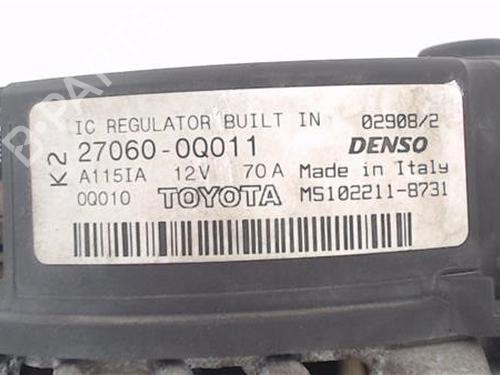 B-PARTS
IC REGULATOR BUILT IN 02908/2
K2 27060-0Q011 DENSO
A115IA 12V 70A Made in Italy
0Q010 TOYOTA MS102211-8731